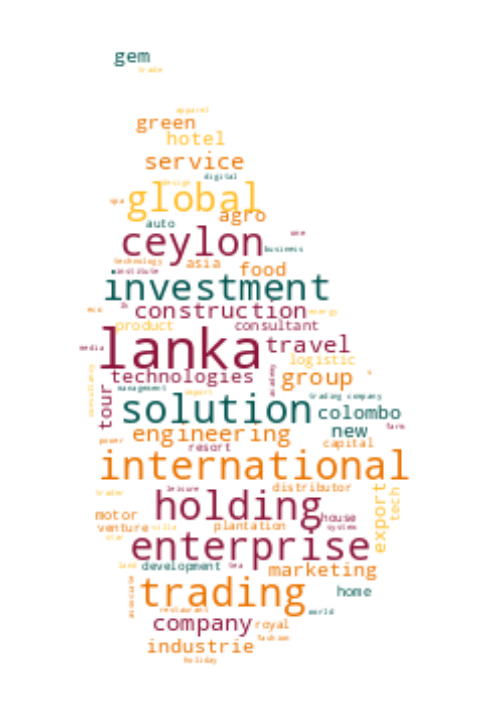 gem
trade
apparel
green
hotel
service
digital
design
spa
global
agro
auto
ceylon
one
business
technology
asia
food
institute
investment
eco
lk
construction
energy
product
consultant
media
lanka
travel
logistic
technologies
group
academy
consultancy
management
export
trading company
tour
solution
colombo
new
farm
engineering
power
resort
capital
international
trader
leisure
distributor
holding
export
tech
motor
house
venture
villa
plantation
system
star
enterprise
land
development
tea
marketing
associate
trading
home
restaurant
world
company
royal
fashion
industrie
holiday